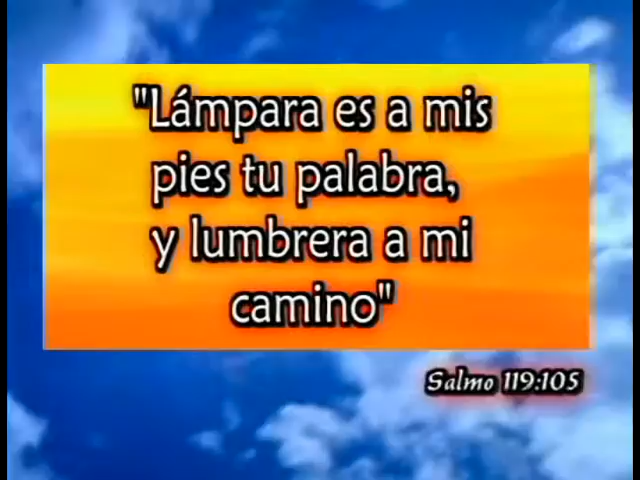 "Lámpara es a mis
pies tu palabra,
y lumbrera a mi
camino"
Salmo 119:105